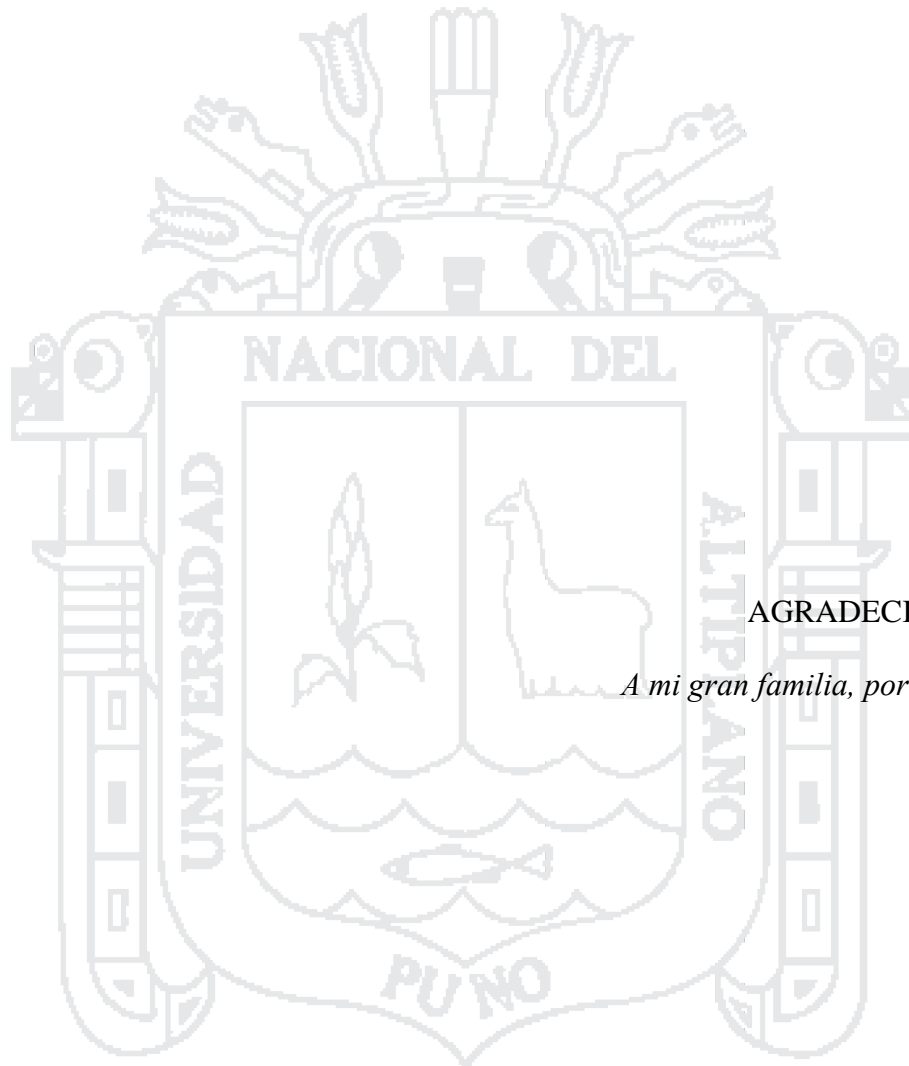 NACIONAL DEL
UNIVERSIDAD
ALTIPLANO
PUNO
AGRADECI
A mi gran familia, por